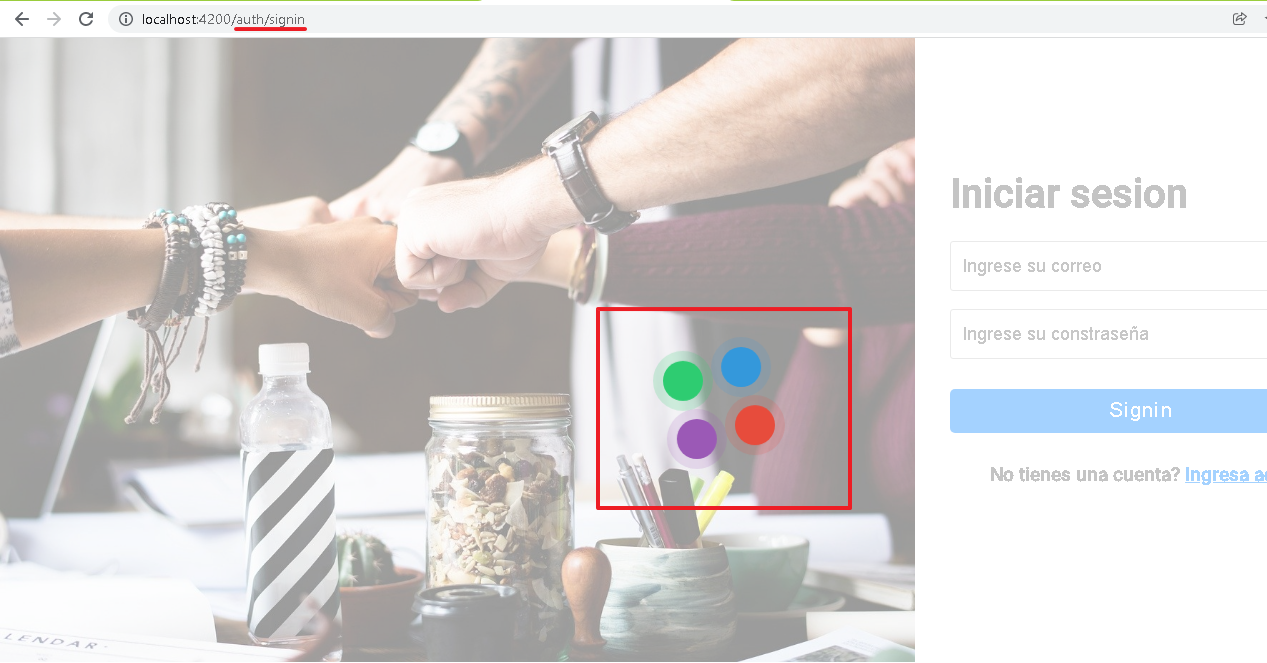 localhost:4200/auth/signin
Iniciar sesion
Ingrese su correo
Ingrese su constraseña
Signin
No tienes una cuenta? Ingresa
LENDAR